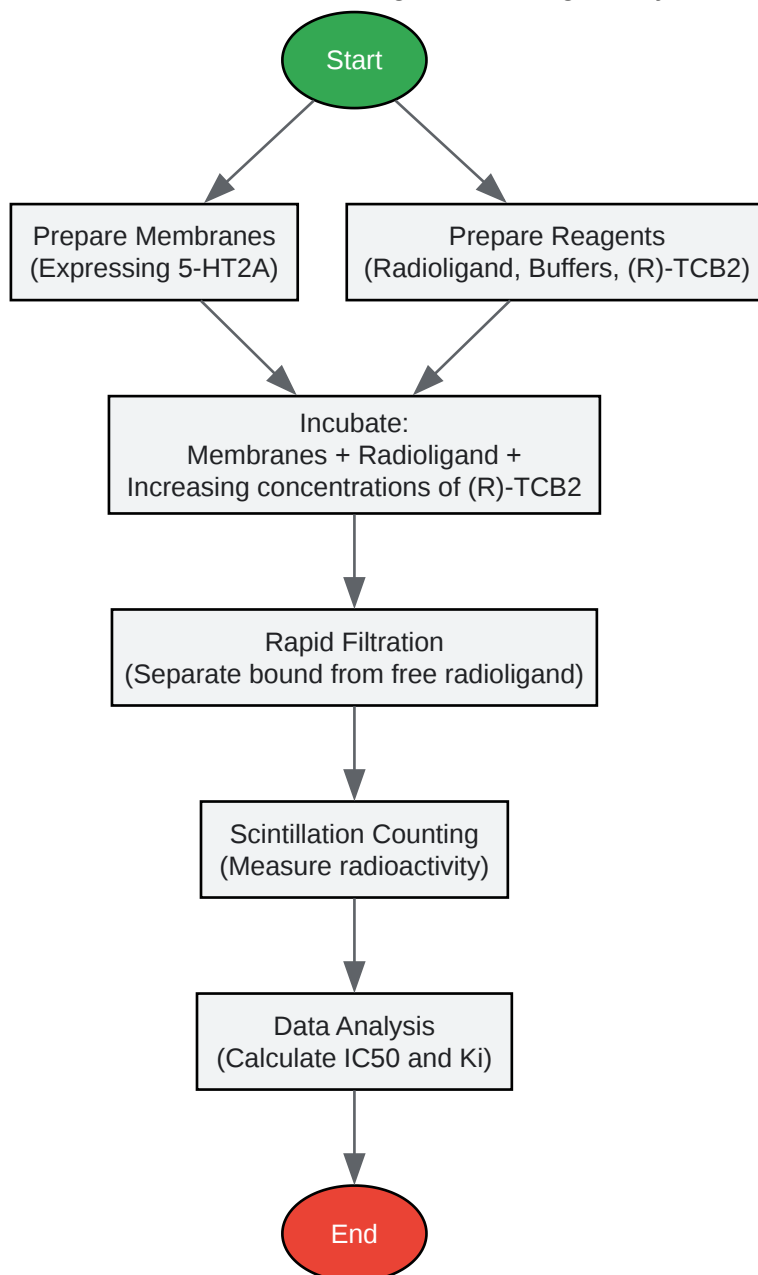 Start
Prepare Membranes
(Expressing 5-HT2A)
Prepare Reagents
(Radioligand, Buffers, (R)-TCB2)
Incubate:
Membranes + Radioligand +
Increasing concentrations of (R)-TCB2
Rapid Filtration
(Separate bound from free radioligand)
Scintillation Counting
(Measure radioactivity)
Data Analysis
(Calculate IC50 and Ki)
End